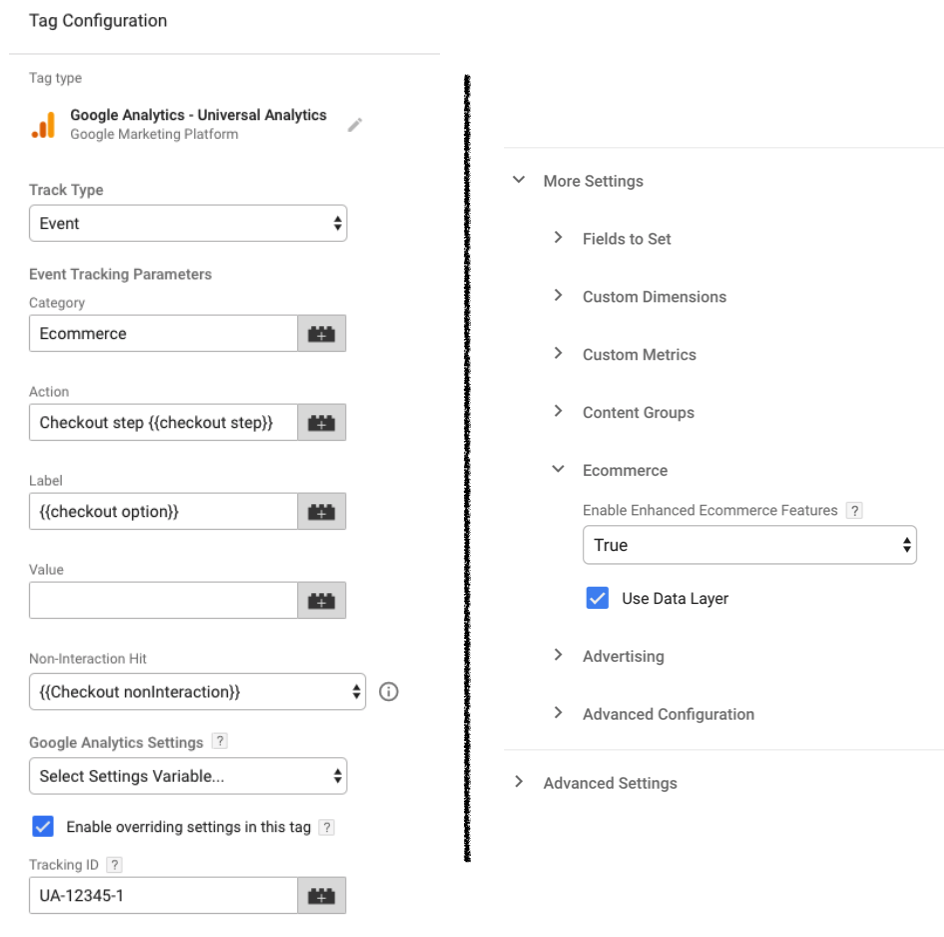 Tag Configuration
Tag type
Google Analytics - Universal Analytics
Google Marketing Platform
Track Type
Event
Event Tracking Parameters
Category
Ecommerce
Action
Checkout step {{checkout step}}
Label
{{checkout option}}
Value
Non-Interaction Hit
{{Checkout nonInteraction}}
Google Analytics Settings ?
Select Settings Variable...
Enable overriding settings in this tag ?
Tracking ID ?
UA-12345-1
More Settings
Fields to Set
Custom Dimensions
Custom Metrics
Content Groups
Ecommerce
Enable Enhanced Ecommerce Features ?
True
Use Data Layer
Advertising
Advanced Configuration
Advanced Settings